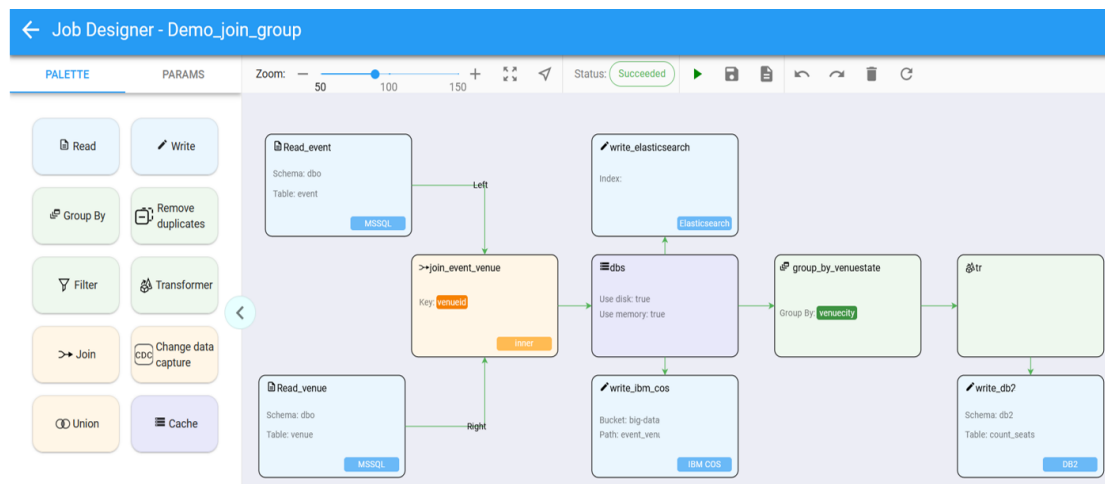 Job Designer - Demo_join_group
PALETTE
PARAMS
Zoom:
50
100
150
Status:
Succeeded
Read
Write
Group By
Remove
duplicates
Filter
Transformer
Join
CDC
Change data
capture
Union
Cache
Read_event
Schema: dbo
Table: event
MSSQL
Left
write_elasticsearch
Index:
Elasticsearch
join_event_venue
Key: venueid
inner
dbs
Use disk: true
Use memory: true
group_by_venuestate
Group By: venuecity
tr
Read_venue
Schema: dbo
Table: venue
MSSQL
Right
write_ibm_cos
Bucket: big-data
Path: event_venu
IBM COS
write_db2
Schema: db2
Table: count_seats
DB2